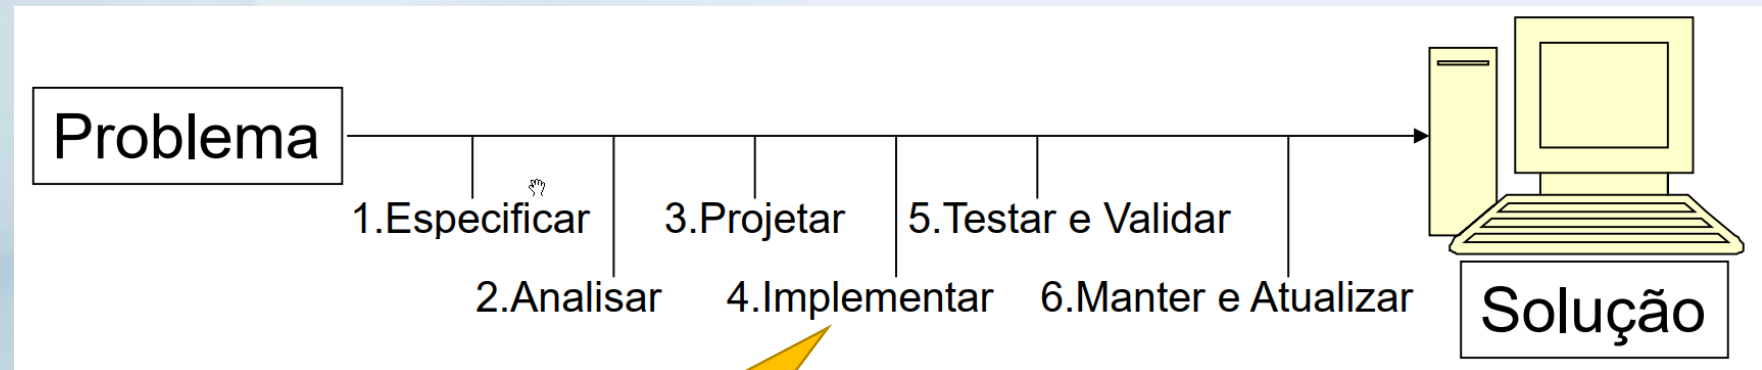 Problema
1.Especificar
2.Analisar
3.Projetar
4.Implementar
5.Testar e Validar
6.Manter e Atualizar
Solução